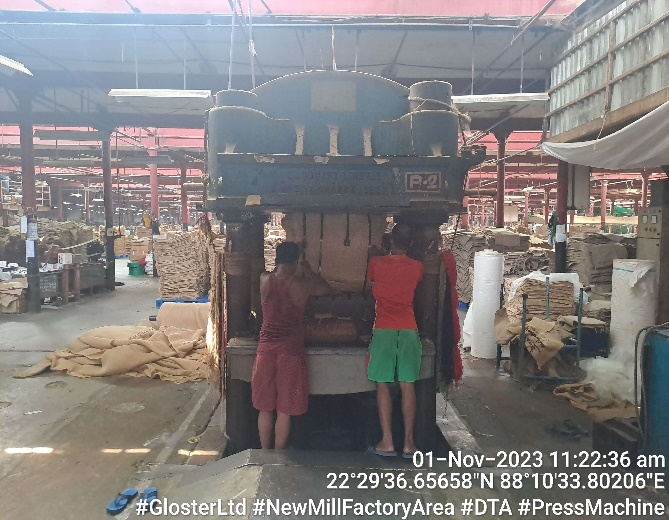 P-2
01-Nov-2023 11:22:36 am
22°29'36.65658"N 88°10'33.80206"E
#GlosterLtd #NewMillFactoryArea #DTA #PressMachine